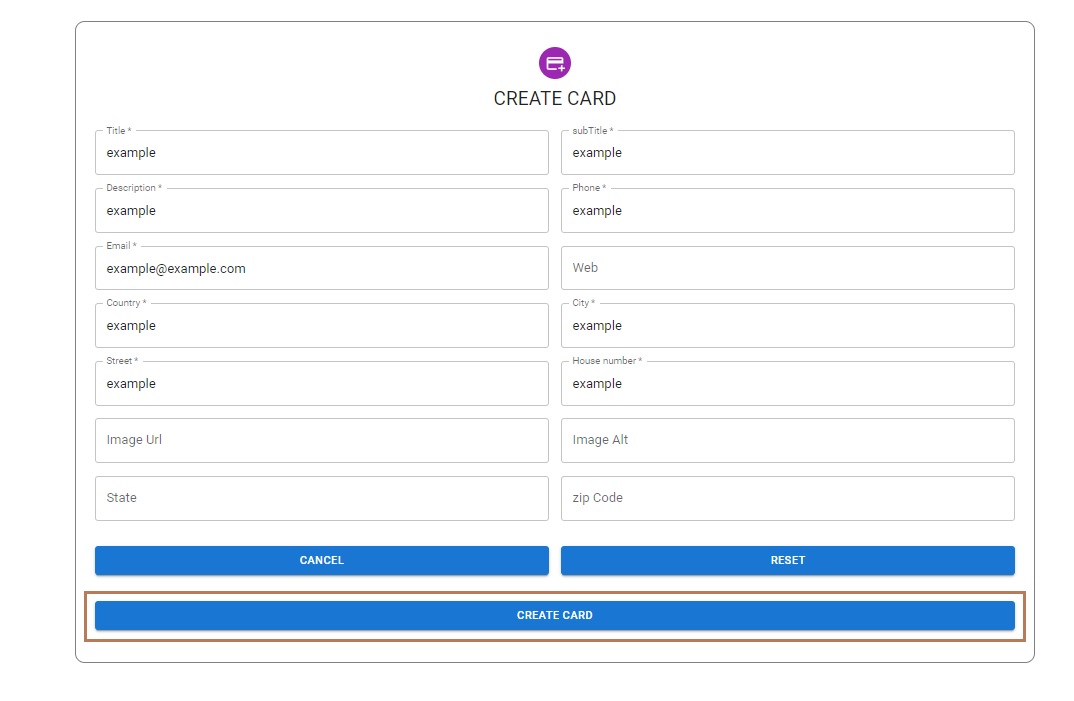 CREATE CARD
Title *
subTitle *
example
example
Description *
Phone *
example
example
Email *
example@example.com
Web
Country *
City *
example
example
Street *
House number *
example
example
Image Url
Image Alt
State
zip Code
CANCEL
RESET
CREATE CARD